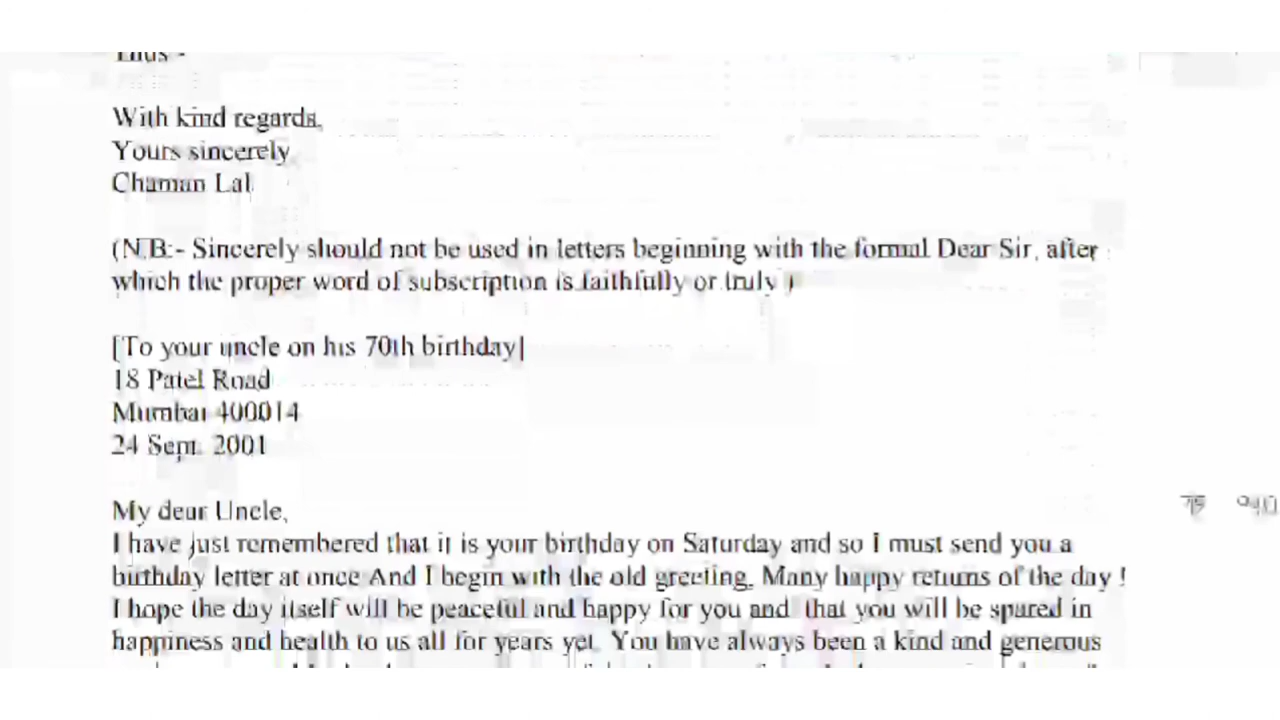 Thus -
With kind regards,
Yours sincerely
Chaman Lal
(N.B:- Sincerely should not be used in letters beginning with the formal Dear Sir, after
which the proper word of subscription is faithfully or truly )
[To your uncle on his 70th birthday]
18 Patel Road
Mumbai 400014
24 Sept. 2001
My dear Uncle,
I have just remembered that it is your birthday on Saturday and so I must send you a
birthday letter at once And I begin with the old greeting, Many happy returns of the day !
I hope the day itself will be peaceful and happy for you and that you will be spared in
happiness and health to us all for years yet. You have always been a kind and generous